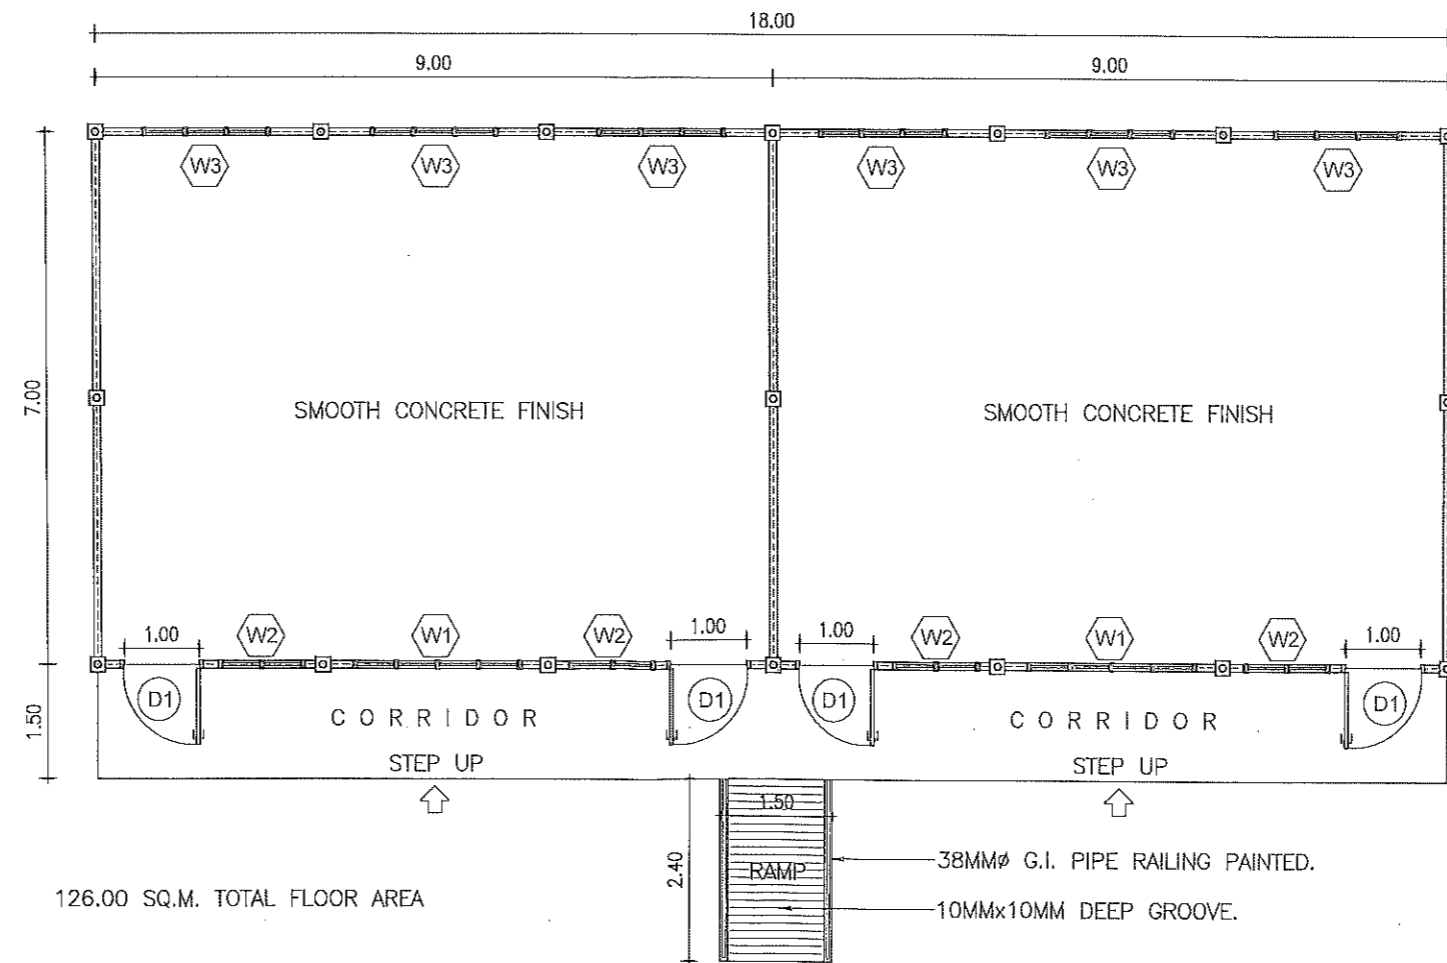 18.00
9.00 9.00
W3 W3 W3 W3 W3 W3
7.00
SMOOTH CONCRETE FINISH SMOOTH CONCRETE FINISH
1.00 W2 W1 W2 1.00 1.00 W2 W1 W2 1.00
D1 D1 D1 D1
1.50
CORRIDOR CORRIDOR
STEP UP STEP UP
1.50
2.40
RAMP
38MMØ G.I. PIPE RAILING PAINTED.
10MMx10MM DEEP GROOVE.
126.00 SQ.M. TOTAL FLOOR AREA